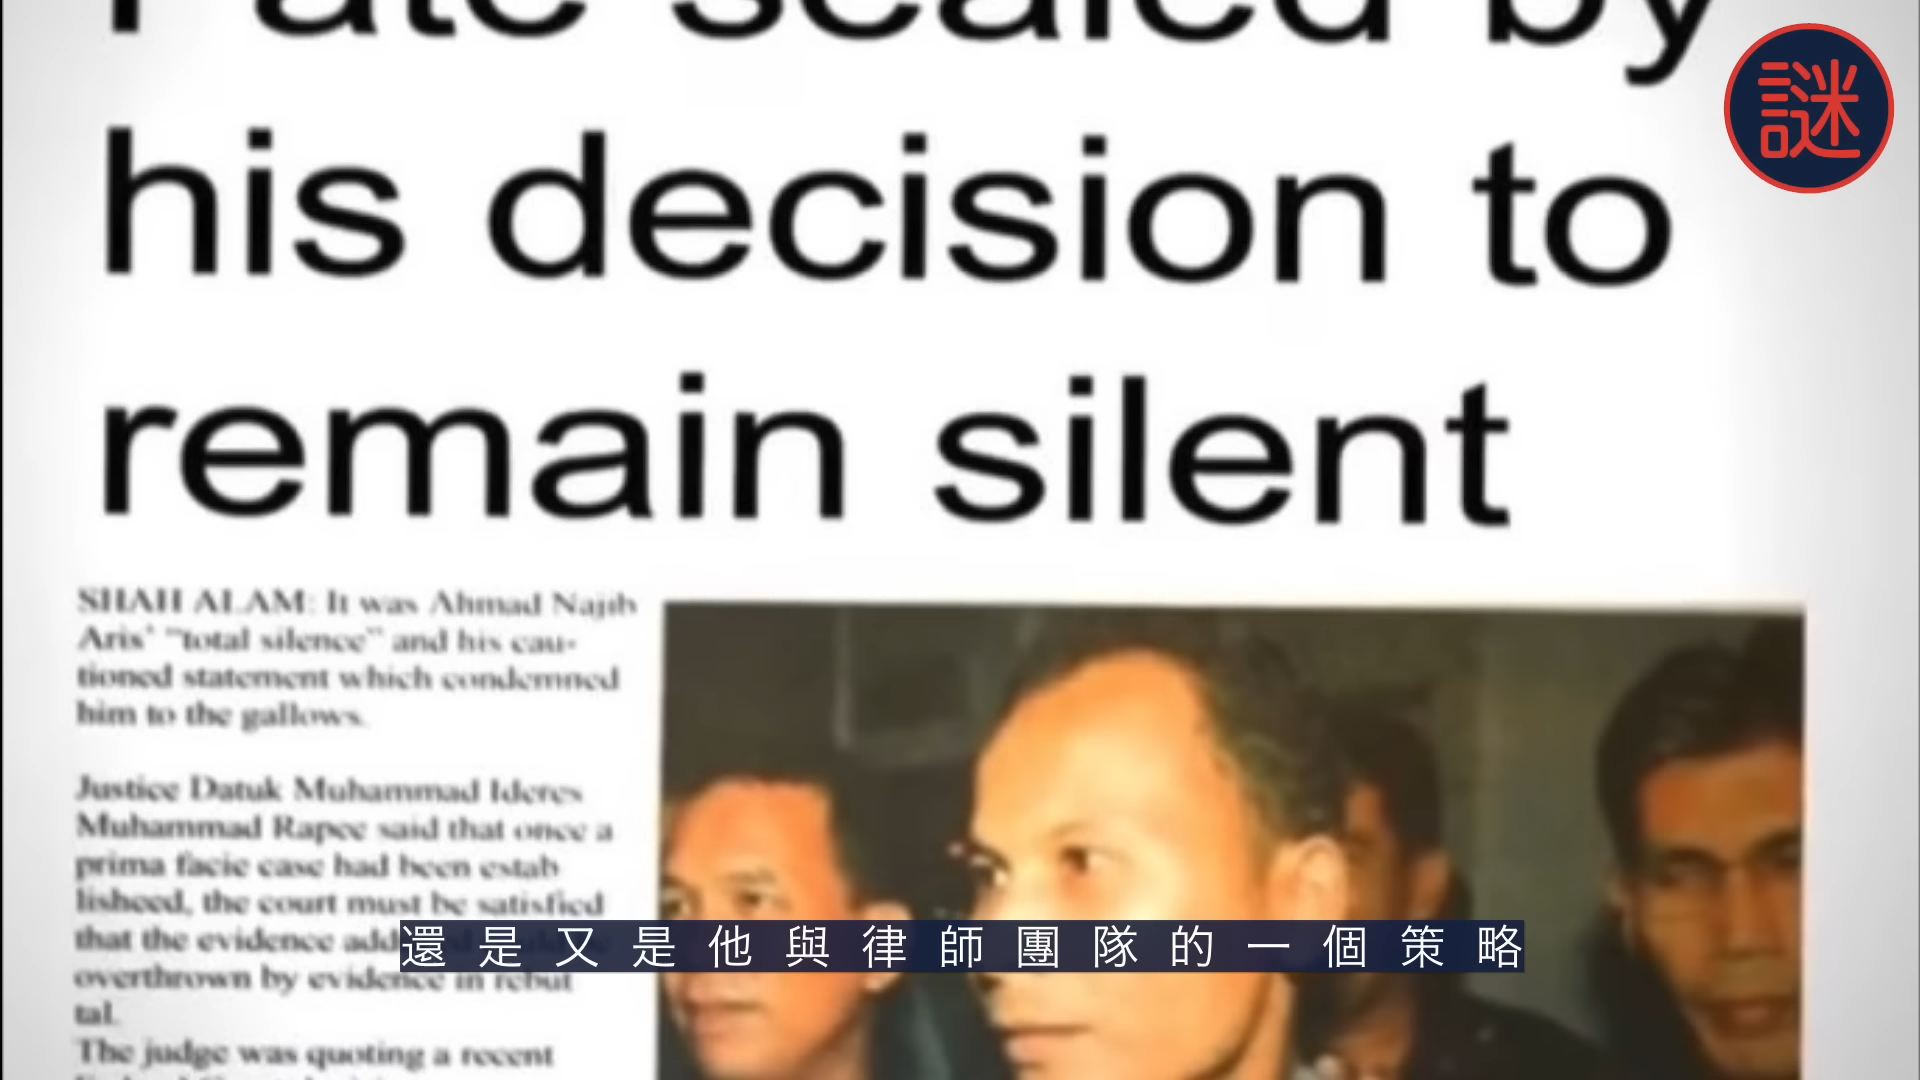 Fate sealed by
his decision to
remain silent
謎
SHAH ALAM: It was Ahmad Najib
Aris' "total silence" and his cau-
tioned statement which condemned
him to the gallows.
Justice Datuk Muhammad Ideres
Muhammad Rapee said that once a
prima facie case had been estab
lisheed, the court must be satisfied
that the evidence add
overthrown by evidence in rebut
tal.
The judge was quoting a recent
還是又是他與律師團隊的一個策略